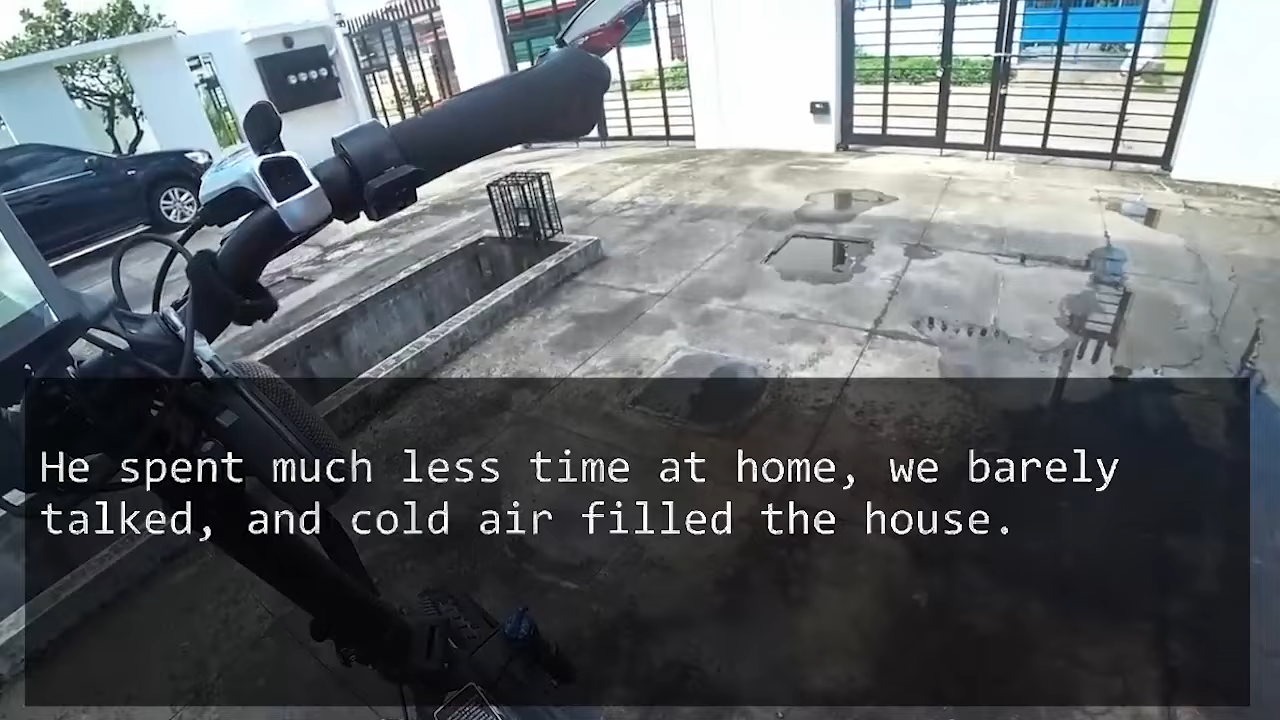 He spent much less time at home, we barely
talked, and cold air filled the house.